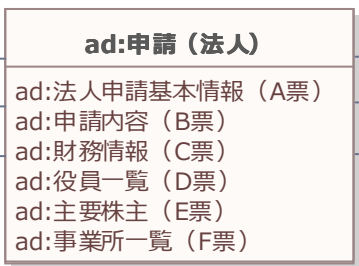 ad:申請（法人）
ad:法人申請基本情報（A票）
ad:申請内容（B票）
ad:財務情報（C票）
ad:役員一覧（D票）
ad:主要株主（E票）
ad:事業所一覧（F票）